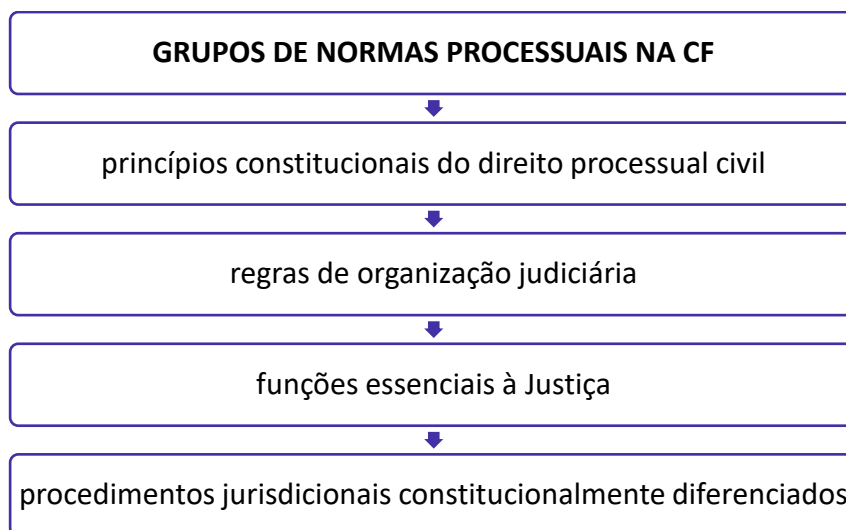 GRUPOS DE NORMAS PROCESSUAIS NA CF
princípios constitucionais do direito processual civil
regras de organização judiciária
funções essenciais à Justiça
procedimentos jurisdicionais constitucionalmente diferenciados